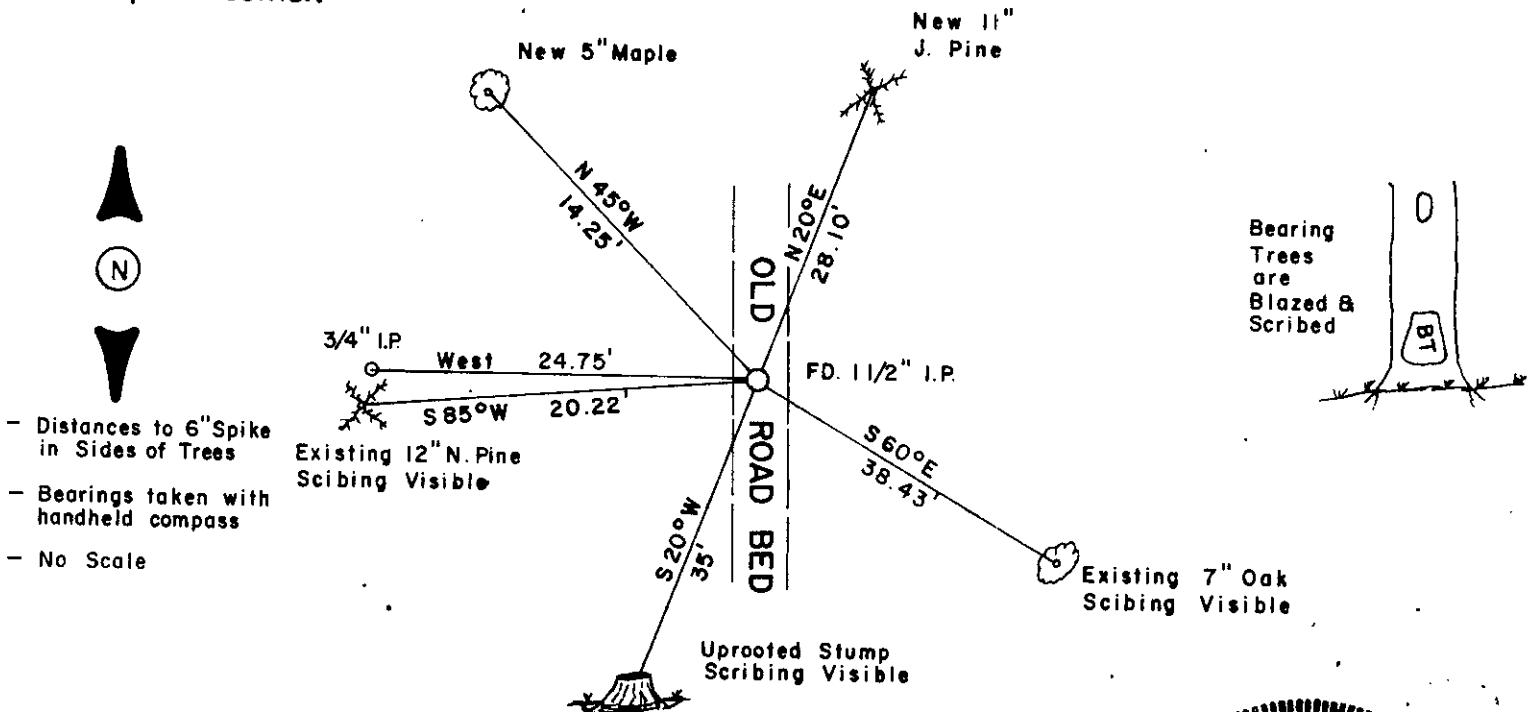 New 11"
J. Pine
New 5" Maple
N 45°W
14.25'
N 20°E
28.10'
Bearing
Trees
are
Blazed &
Scribed
BT
N
OLD ROAD BED
3/4" I.P.
West 24.75'
FD. 1 1/2" I.P.
S 85°W 20.22'
- Distances to 6" Spike
in Sides of Trees
Existing 12" N. Pine
Scibing Visible
S 60°E
38.43'
- Bearings taken with
handheld compass
- No Scale
S 20°W
35'
Existing 7" Oak
Scibing Visible
Uprooted Stump
Scribing Visible